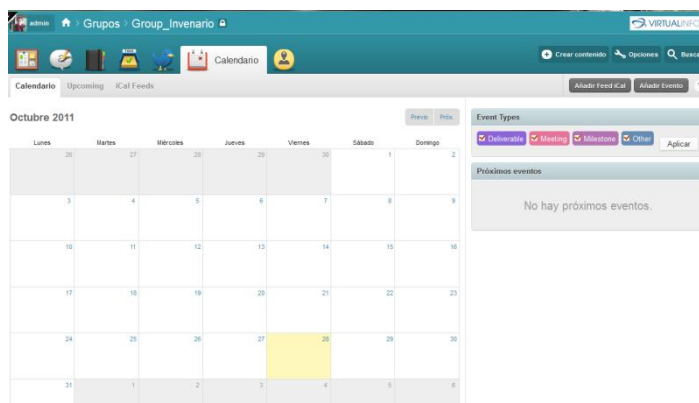 admin Grupos Group_Invenario
VIRTUALINFO
Calendario
Crear contenido Opciones Busca
Calendario Upcoming iCal Feeds
Añadir Feed iCal Añadir Evento
Octubre 2011
Previo Próx.
Lunes Martes Miércoles Jueves Viernes Sábado Domingo
26 27 28 29 30 1 2
3 4 5 6 7 8 9
10 11 12 13 14 15 16
17 18 19 20 21 22 23
24 25 26 27 28 29 30
31 1 2 3 4 5 6
Event Types
Deliverable Meeting Milestone Other Aplicar
Próximos eventos
No hay próximos eventos.